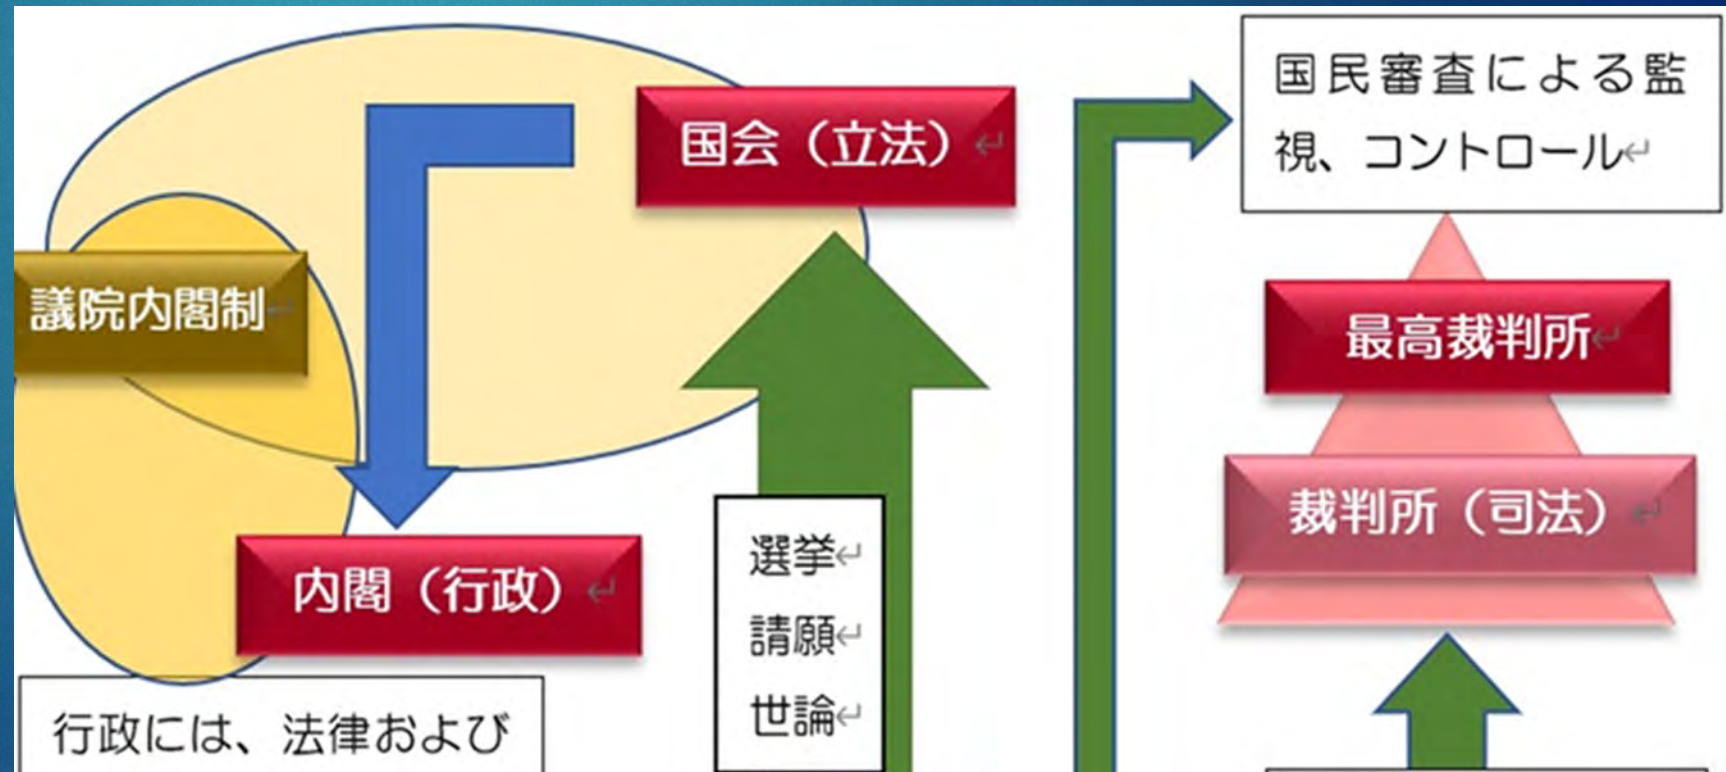 国会（立法）
国民審査による監
視、コントロール
議院内閣制
最高裁判所
裁判所（司法）
内閣（行政）
選挙
請願
世論
行政には、法律および